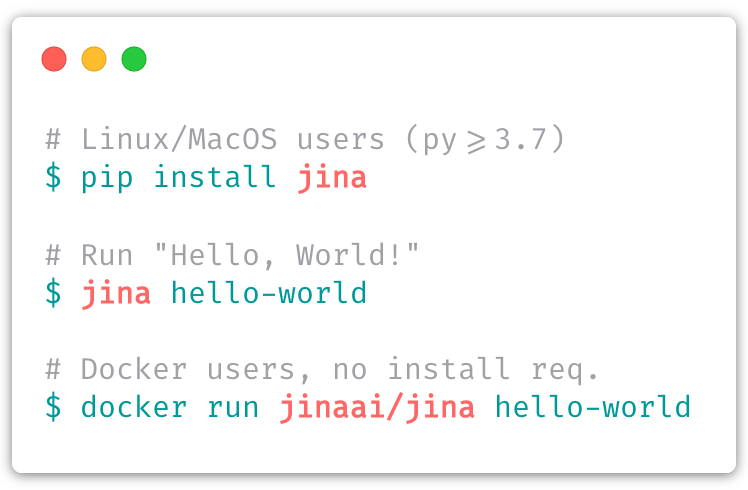 # Linux/MacOS users (py>=3.7)
$ pip install jina
# Run "Hello, World!"
$ jina hello-world
# Docker users, no install req.
$ docker run jinaai/jina hello-world